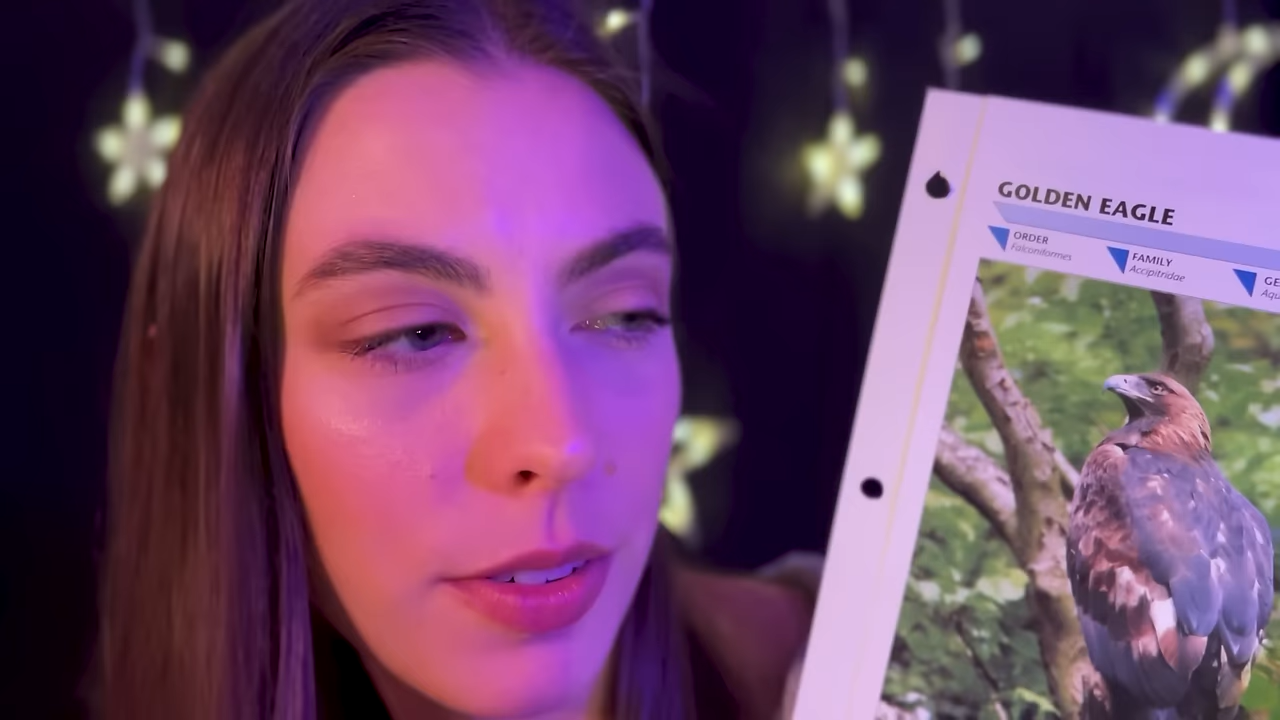 GOLDEN EAGLE
ORDER
Falconiformes
FAMILY
Accipitridae